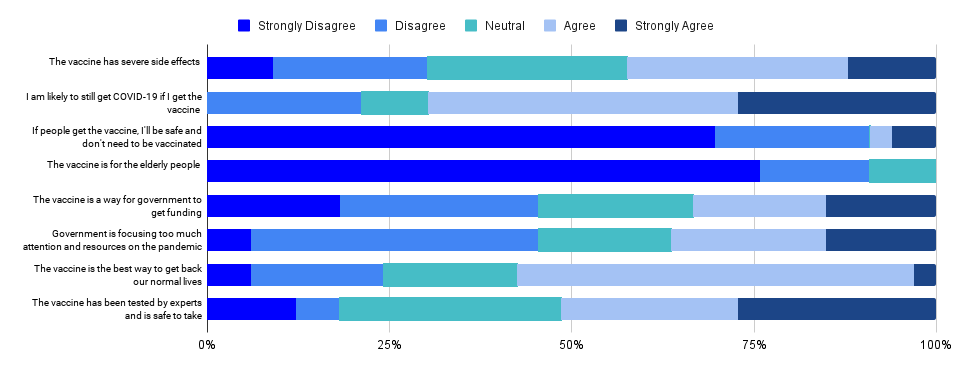 Strongly Disagree Disagree Neutral Agree Strongly Agree
The vaccine has severe side effects
I am likely to still get COVID-19 if I get the
vaccine
If people get the vaccine, I'll be safe and
don't need to be vaccinated
The vaccine is for the elderly people
The vaccine is a way for government to
get funding
Government is focusing too much
attention and resources on the pandemic
The vaccine is the best way to get back
our normal lives
The vaccine has been tested by experts
and is safe to take
0% 25% 50% 75% 100%